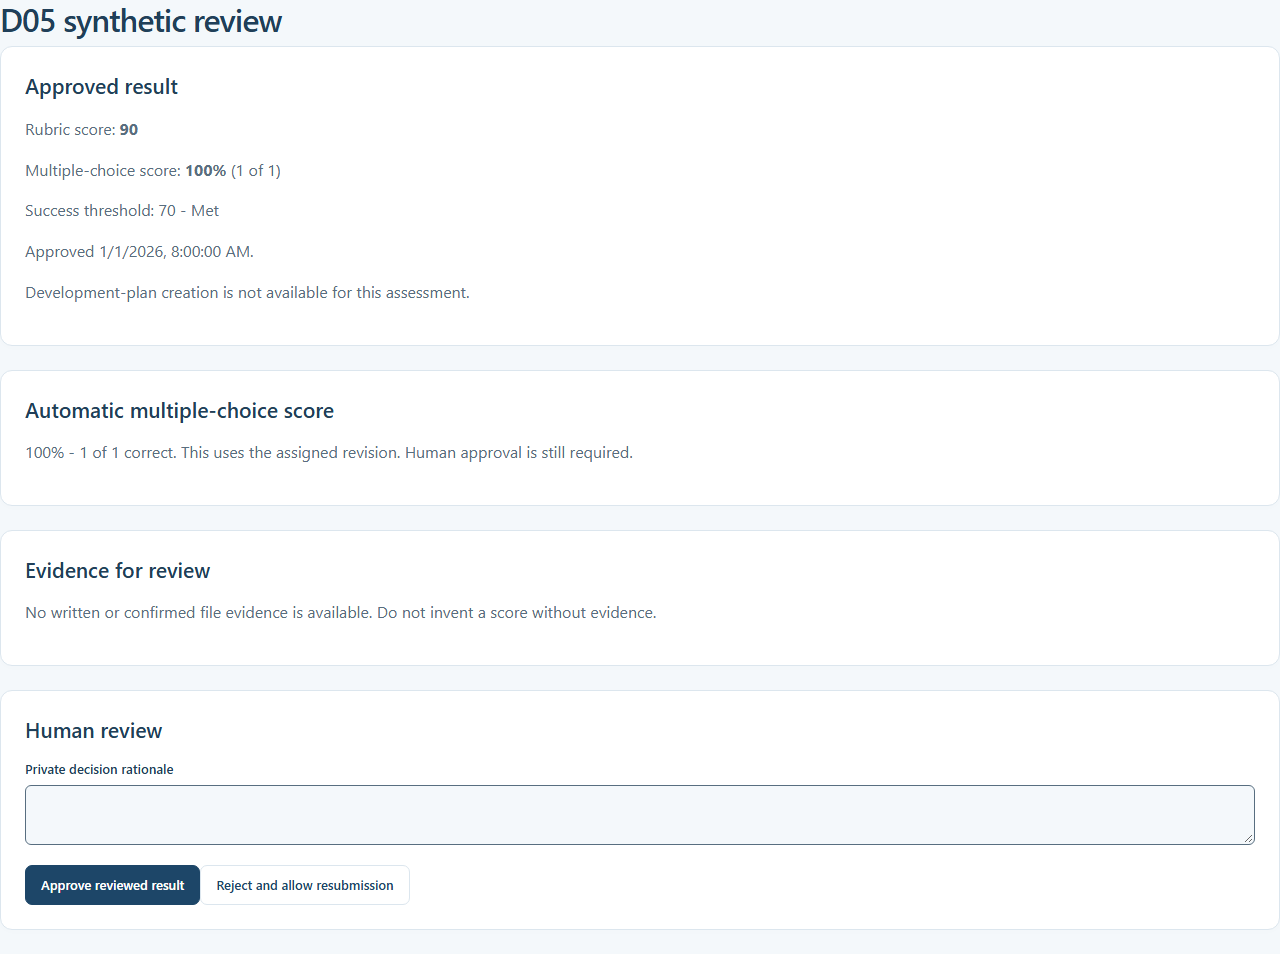 D05 synthetic review
Approved result
Rubric score: 90
Multiple-choice score: 100% (1 of 1)
Success threshold: 70 - Met
Approved 1/1/2026, 8:00:00 AM.
Development-plan creation is not available for this assessment.
Automatic multiple-choice score
100% - 1 of 1 correct. This uses the assigned revision. Human approval is still required.
Evidence for review
No written or confirmed file evidence is available. Do not invent a score without evidence.
Human review
Private decision rationale
Approve reviewed result
Reject and allow resubmission